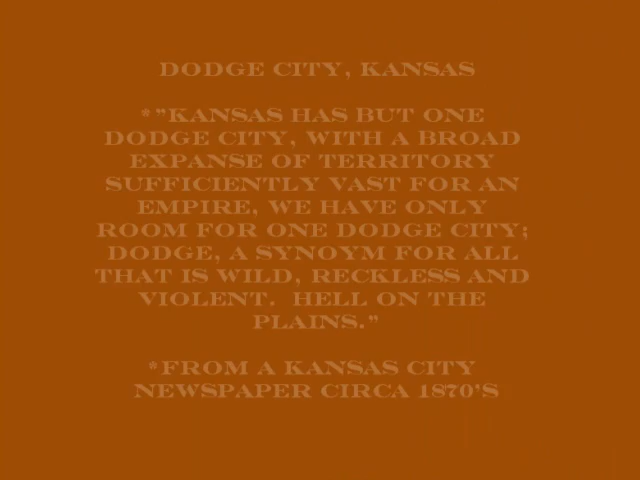 DODGE CITY, KANSAS
*"KANSAS HAS BUT ONE
DODGE CITY, WITH A BROAD
EXPANSE OF TERRITORY
SUFFICIENTLY VAST FOR AN
EMPIRE, WE HAVE ONLY
ROOM FOR ONE DODGE CITY;
DODGE, A SYNOYM FOR ALL
THAT IS WILD, RECKLESS AND
VIOLENT. HELL ON THE
PLAINS."
*FROM A KANSAS CITY
NEWSPAPER CIRCA 1870'S